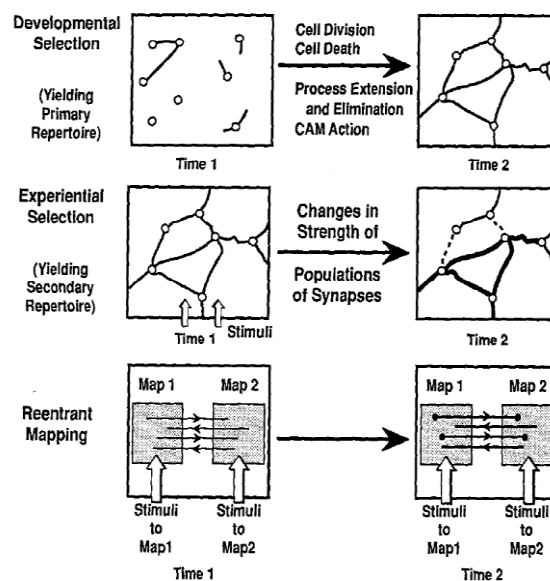 Developmental
Selection
(Yielding
Primary
Repertoire)
Cell Division
Cell Death
Process Extension
and Elimination
CAM Action
Time 1
Time 2
Experiential
Selection
(Yielding
Secondary
Repertoire)
Changes in
Strength of
Populations
of Synapses
Stimuli
Time 1
Time 2
Reentrant
Mapping
Map 1 Map 2
Stimuli
to
Map1
Stimuli
to
Map2
Time 1
Map 1 Map 2
Stimuli
to
Map1
Stimuli
to
Map2
Time 2